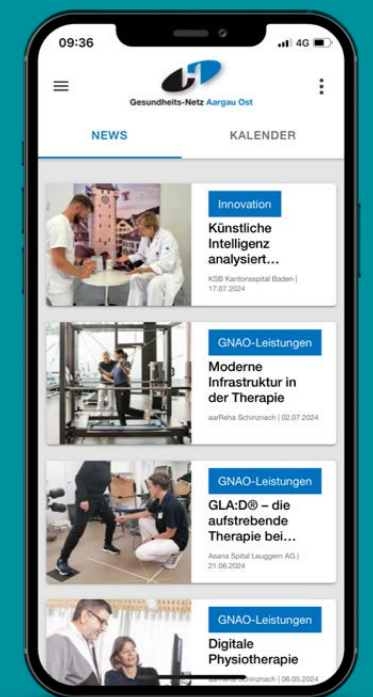 09:36
4G
Gesundheits-Netz Aargau Ost
NEWS
KALENDER
Innovation
Künstliche
Intelligenz
analysiert…
KSB Kantonsspital Baden |
17.07.2024
GNAO-Leistungen
Moderne
Infrastruktur in
der Therapie
aarReha Schinznach | 02.07.2024
GNAO-Leistungen
GLA:D® – die
aufstrebende
Therapie bei…
Asana Spital Leuggern AG |
21.06.2024
GNAO-Leistungen
Digitale
Physiotherapie
aarReha Schinznach | 06.05.2024